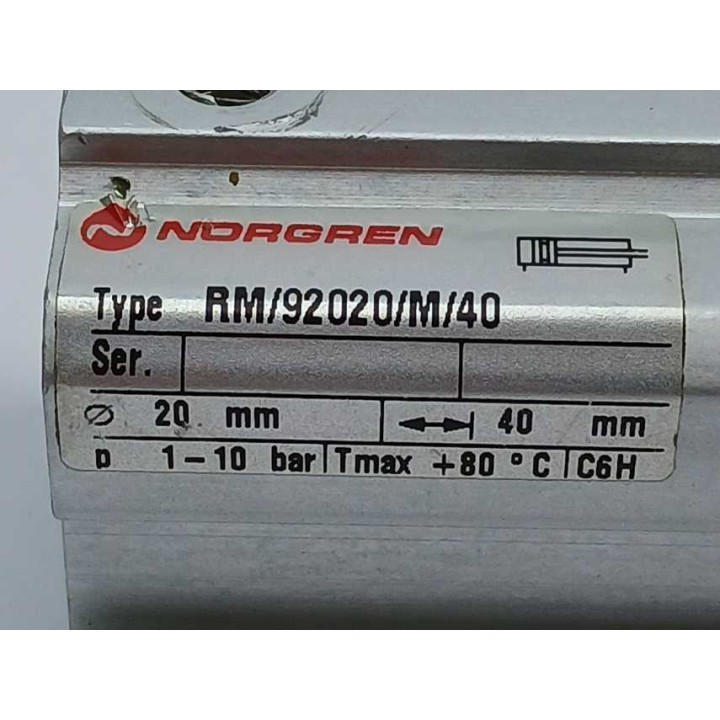 NORGREN
Type RM/92020/M/40
Ser.
⌀ 20 mm 40 mm
p 1-10 bar Tmax +80 °C C6H